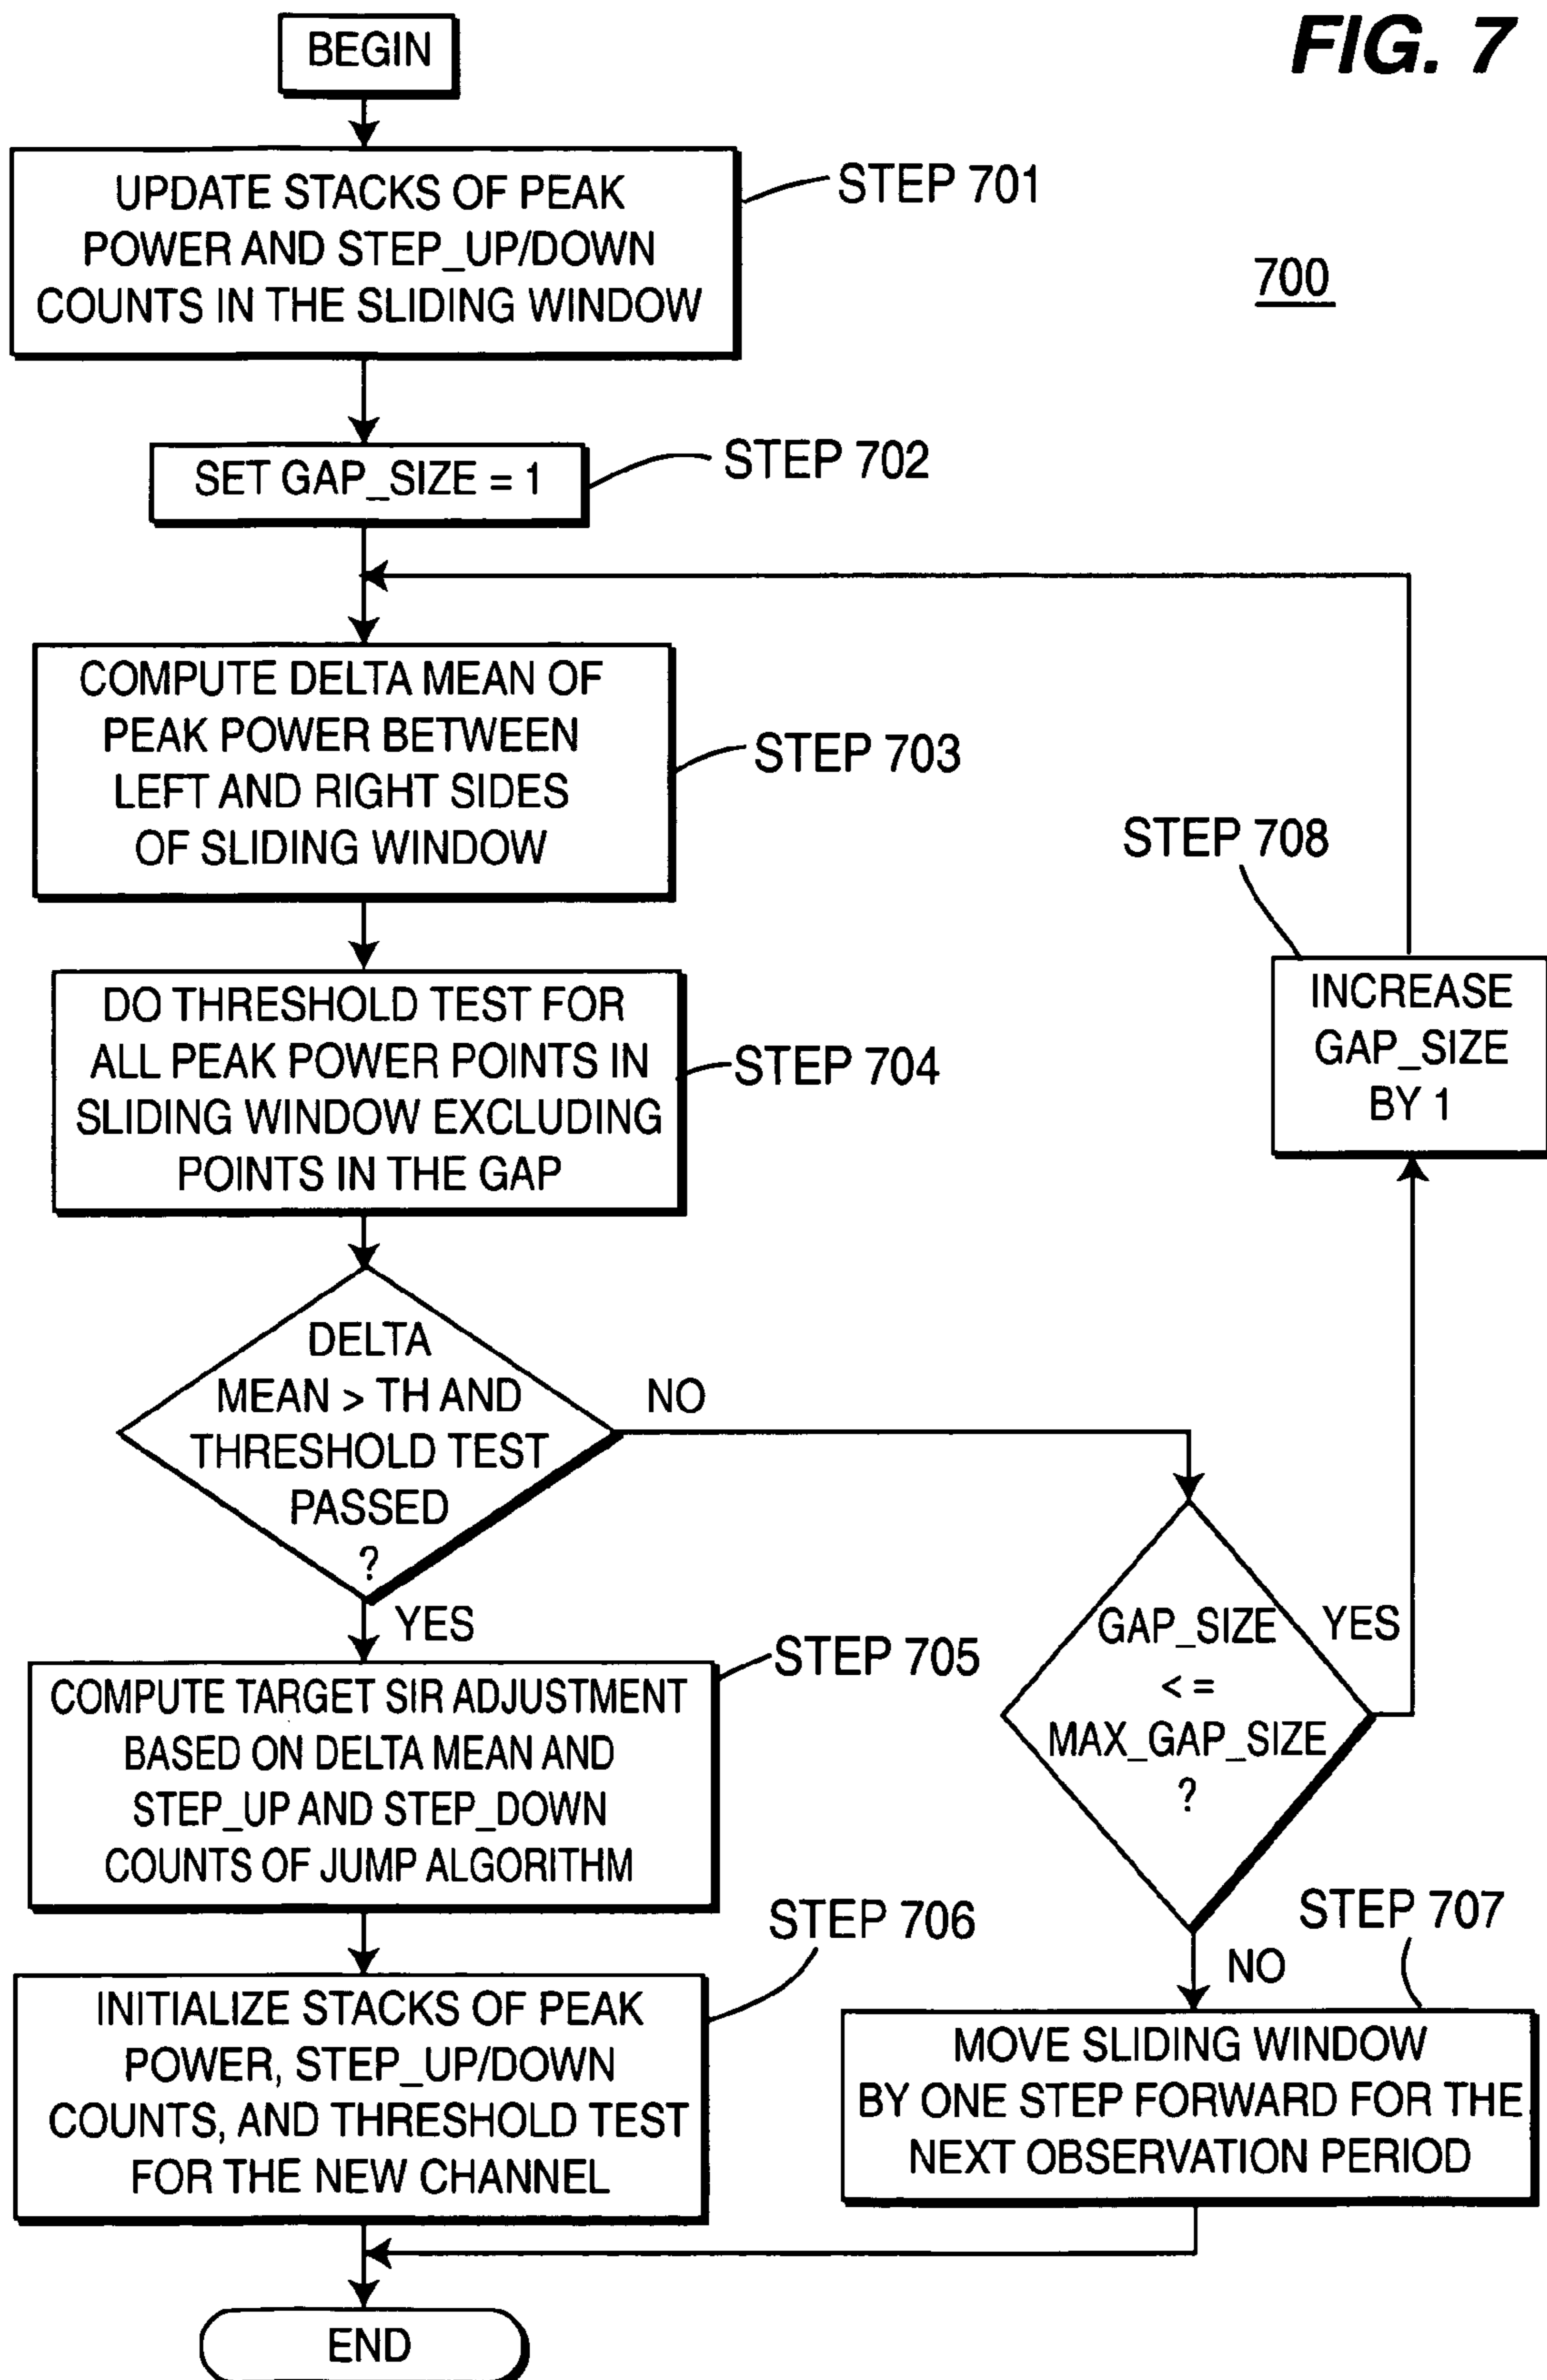 FIG. 7
BEGIN
UPDATE STACKS OF PEAK
POWER AND STEP_UP/DOWN
COUNTS IN THE SLIDING WINDOW
STEP 701
700
SET GAP_SIZE = 1
STEP 702
COMPUTE DELTA MEAN OF
PEAK POWER BETWEEN
LEFT AND RIGHT SIDES
OF SLIDING WINDOW
STEP 703
STEP 708
INCREASE
GAP_SIZE
BY 1
DO THRESHOLD TEST FOR
ALL PEAK POWER POINTS IN
SLIDING WINDOW EXCLUDING
POINTS IN THE GAP
STEP 704
DELTA
MEAN > TH AND
THRESHOLD TEST
PASSED
?
NO
YES
GAP_SIZE
< =
MAX_GAP_SIZE
?
YES
NO
COMPUTE TARGET SIR ADJUSTMENT
BASED ON DELTA MEAN AND
STEP_UP AND STEP_DOWN
COUNTS OF JUMP ALGORITHM
STEP 705
INITIALIZE STACKS OF PEAK
POWER, STEP_UP/DOWN
COUNTS, AND THRESHOLD TEST
FOR THE NEW CHANNEL
STEP 706
STEP 707
MOVE SLIDING WINDOW
BY ONE STEP FORWARD FOR THE
NEXT OBSERVATION PERIOD
END